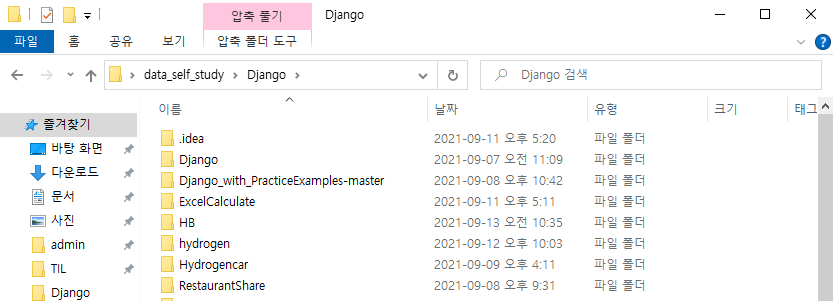 압축 풀기 Django
파일 홈 공유 보기 압축 폴더 도구
data_self_study Django Django 검색
이름 날짜 유형 크기 태그
즐겨찾기
바탕 화면
다운로드
문서
사진
admin
TIL
Django
.idea 2021-09-11 오후 5:20 파일 폴더
Django 2021-09-07 오전 11:09 파일 폴더
Django_with_PracticeExamples-master 2021-09-08 오후 10:42 파일 폴더
ExcelCalculate 2021-09-11 오후 5:11 파일 폴더
HB 2021-09-13 오전 10:35 파일 폴더
hydrogen 2021-09-12 오후 10:03 파일 폴더
Hydrogencar 2021-09-09 오후 4:11 파일 폴더
RestaurantShare 2021-09-08 오후 9:31 파일 폴더